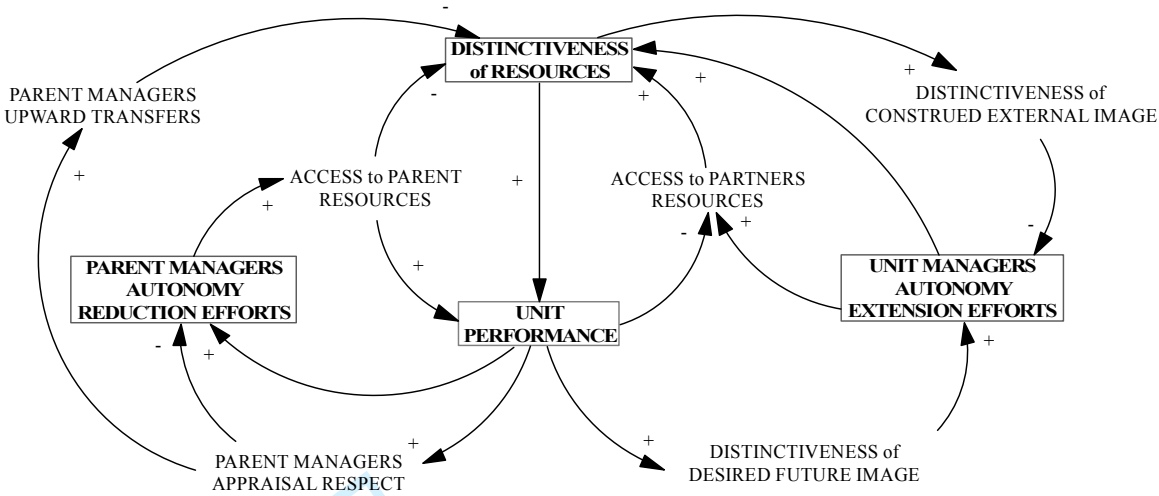 -
DISTINCTIVENESS
of RESOURCES
+
DISTINCTIVENESS of
CONSTRUED EXTERNAL IMAGE
PARENT MANAGERS
UPWARD TRANSFERS
-
+
+
+
ACCESS to PARENT
RESOURCES
+
+
ACCESS to PARTNERS
RESOURCES
-
+
-
+
PARENT MANAGERS
AUTONOMY
REDUCTION EFFORTS
UNIT
PERFORMANCE
UNIT MANAGERS
AUTONOMY
EXTENSION EFFORTS
-
+
+
+
+
PARENT MANAGERS
APPRAISAL RESPECT
DISTINCTIVENESS of
DESIRED FUTURE IMAGE